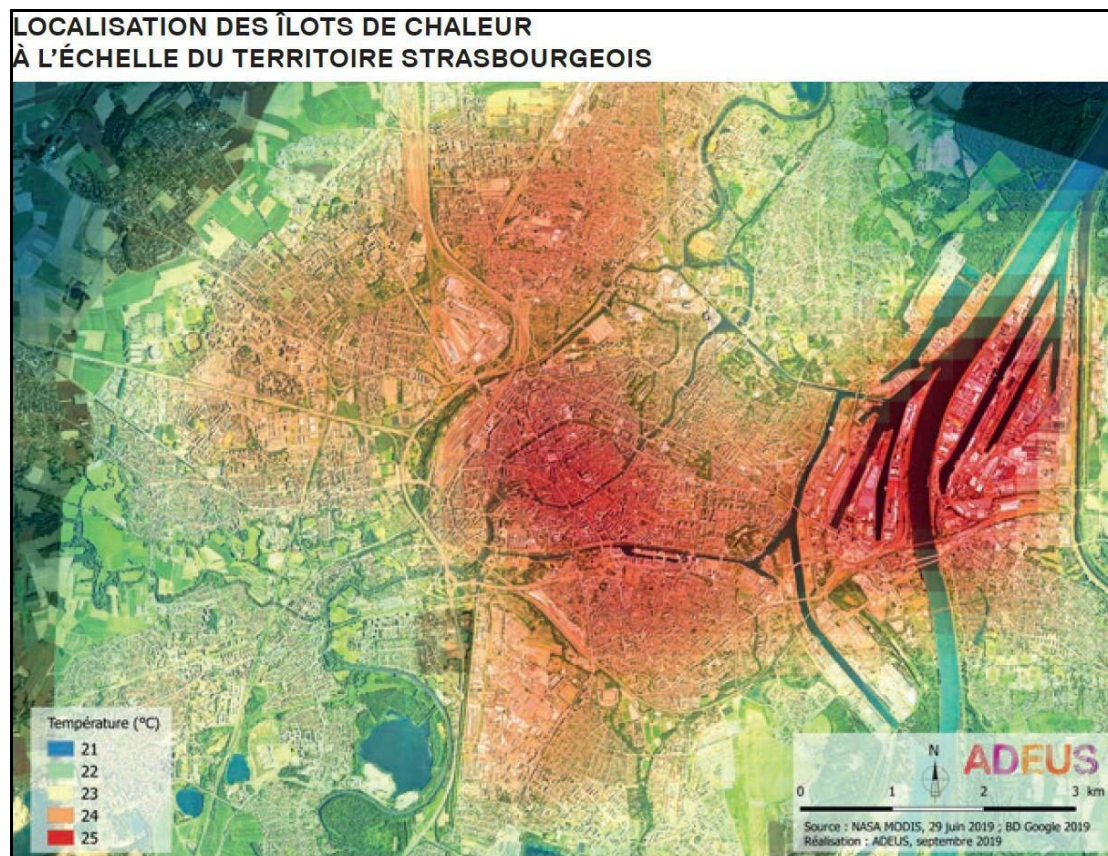 LOCALISATION DES ÎLOTS DE CHALEUR
À L’ÉCHELLE DU TERRITOIRE STRASBOURGEOIS
Température (°C)
21
22
23
24
25
N
ADEUS
0 1 2 3 km
Source : NASA MODIS, 29 juin 2019 ; BD Google 2019
Réalisation : ADEUS, septembre 2019